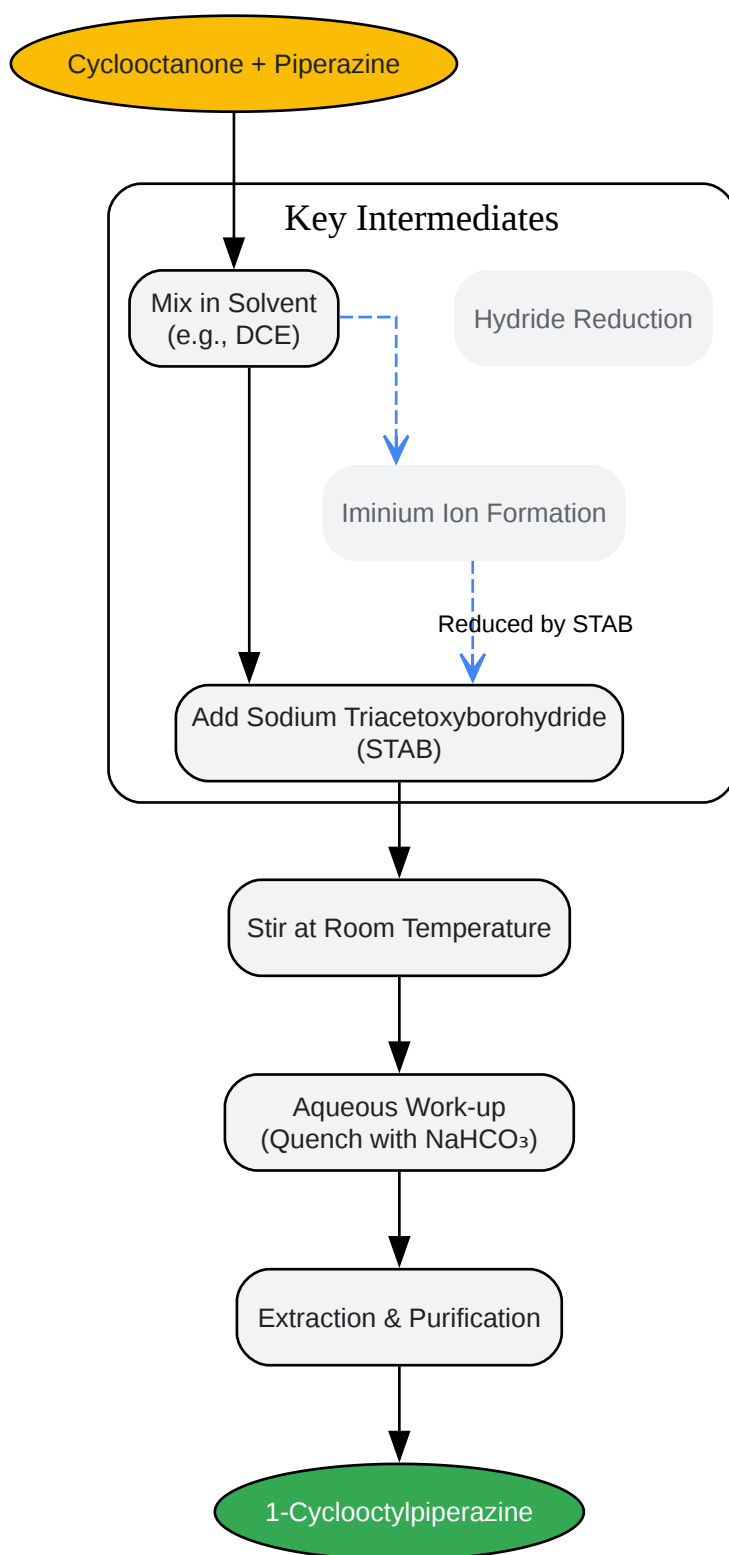 Cyclooctanone + Piperazine
Key Intermediates
Mix in Solvent
(e.g., DCE)
Hydride Reduction
Iminium Ion Formation
Reduced by STAB
Add Sodium Triacetoxyborohydride
(STAB)
Stir at Room Temperature
Aqueous Work-up
(Quench with NaHCO₃)
Extraction & Purification
1-Cyclooctylpiperazine